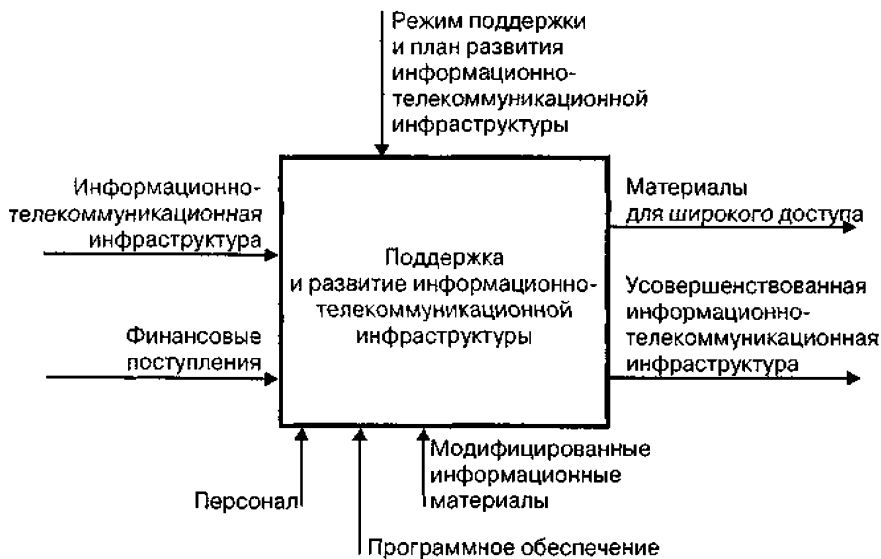 Режим поддержки
и план развития
информационно-
телекоммуникационной
инфраструктуры
Информационно-
телекоммуникационная
инфраструктура
Финансовые
поступления
Поддержка
и развитие информационно-
телекоммуникационной
инфраструктуры
Материалы
для широкого доступа
Усовершенствованная
информационно-
телекоммуникационная
инфраструктура
Персонал
Программное обеспечение
Модифицированные
информационные
материалы